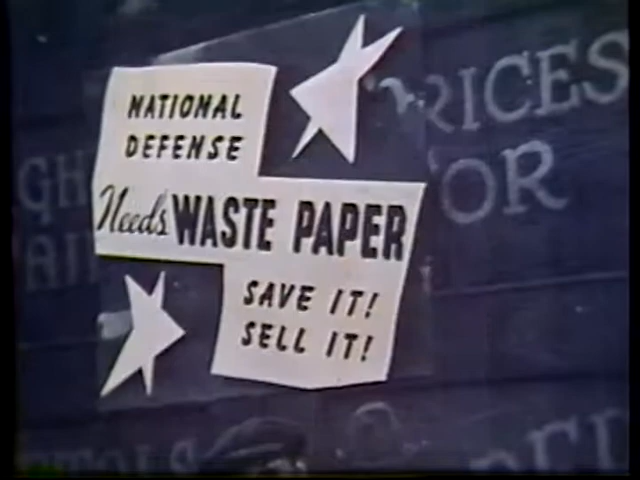 NATIONAL
DEFENSE
Needs WASTE PAPER
SAVE IT!
SELL IT!
RICES
OR